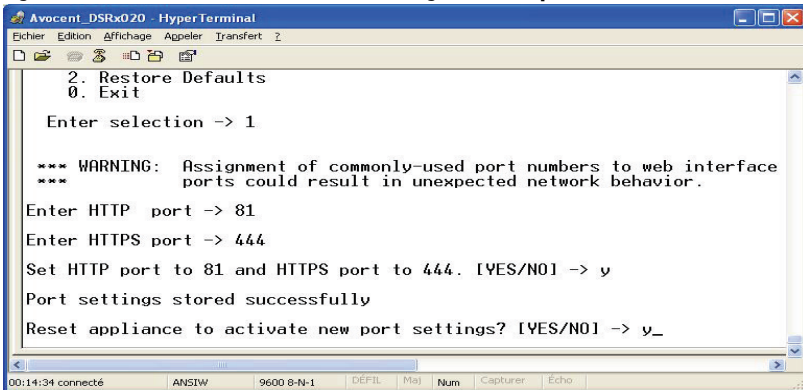 Avocent_DSRx020 - HyperTerminal
Fichier Edition Affichage Appeler Transfert ?
2. Restore Defaults
0. Exit
Enter selection -> 1
*** WARNING: Assignment of commonly-used port numbers to web interface
*** ports could result in unexpected network behavior.
Enter HTTP port -> 81
Enter HTTPS port -> 444
Set HTTP port to 81 and HTTPS port to 444. [YES/NO] -> y
Port settings stored successfully
Reset appliance to activate new port settings? [YES/NO] -> y_
00:14:34 connecté ANSIW 9600 8-N-1 DÉFIL Maj Num Capturer Écho